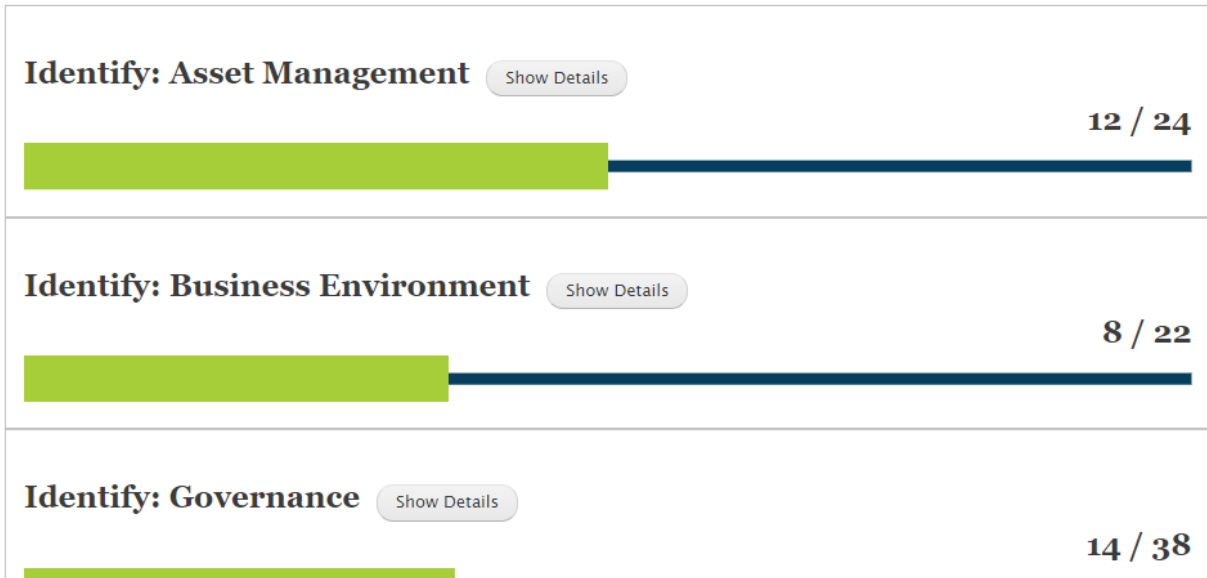 Identify: Asset Management Show Details
12 / 24
Identify: Business Environment Show Details
8 / 22
Identify: Governance Show Details
14 / 38